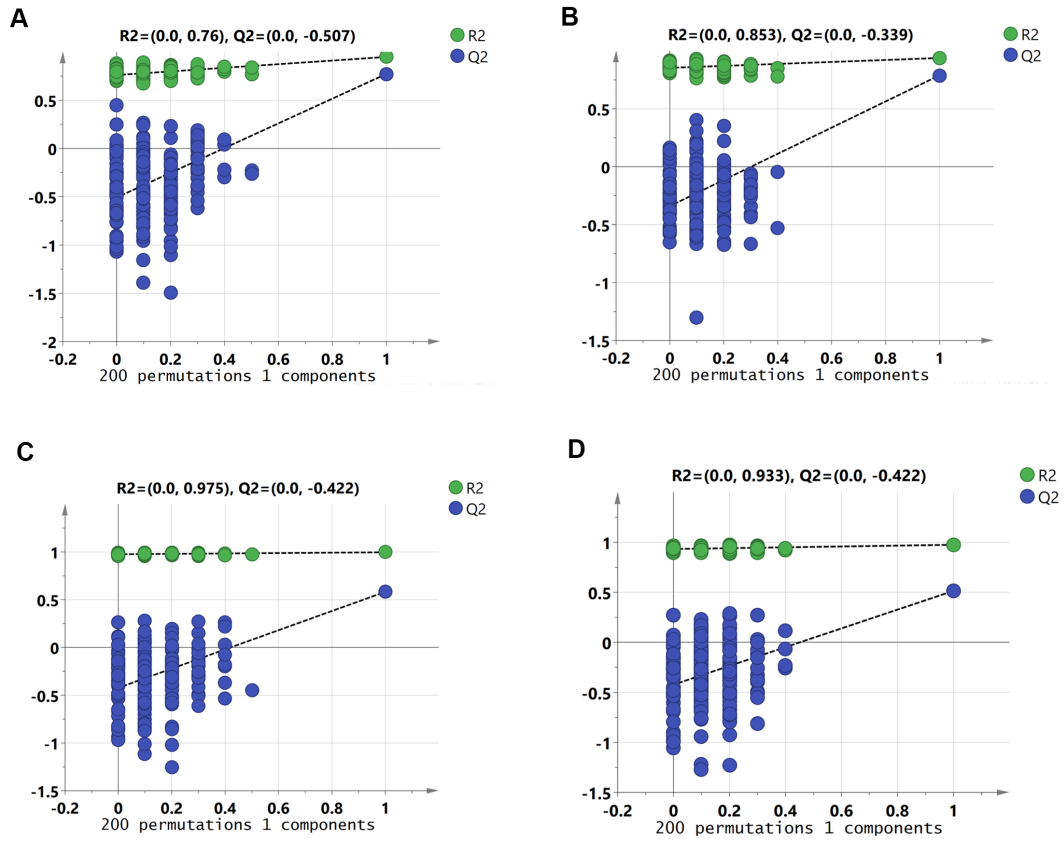 A
R2=(0.0, 0.76), Q2=(0.0, -0.507)
R2
Q2
0.5
0
-0.5
-1
-1.5
-2
-0.2 0 0.2 0.4 0.6 0.8 1
200 permutations 1 components
B
R2=(0.0, 0.853), Q2=(0.0, -0.339)
R2
Q2
0.5
0
-0.5
-1
-1.5
-0.2 0 0.2 0.4 0.6 0.8 1
200 permutations 1 components
C
R2=(0.0, 0.975), Q2=(0.0, -0.422)
R2
Q2
1
0.5
0
-0.5
-1
-1.5
-0.2 0 0.2 0.4 0.6 0.8 1
200 permutations 1 components
D
R2=(0.0, 0.933), Q2=(0.0, -0.422)
R2
Q2
1
0.5
0
-0.5
-1
-1.5
-0.2 0 0.2 0.4 0.6 0.8 1
200 permutations 1 components